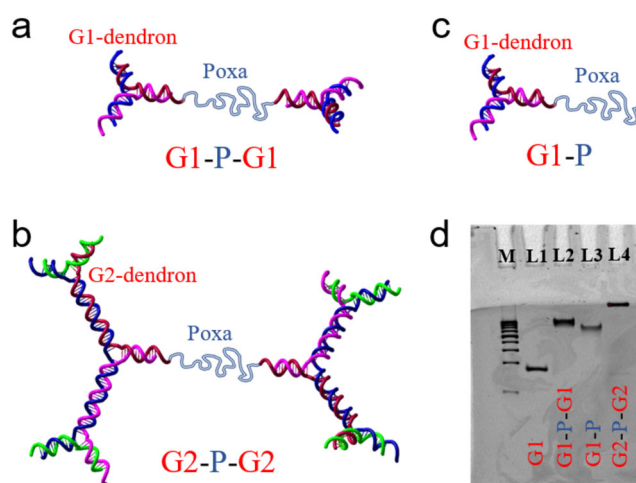 a
G1-dendron
Poxa
G1-P-G1
b
G2-dendron
Poxa
G2-P-G2
c
G1-dendron
Poxa
G1-P
d
M L1 L2 L3 L4
G1
G1-P-G1
G1-P
G2-P-G2